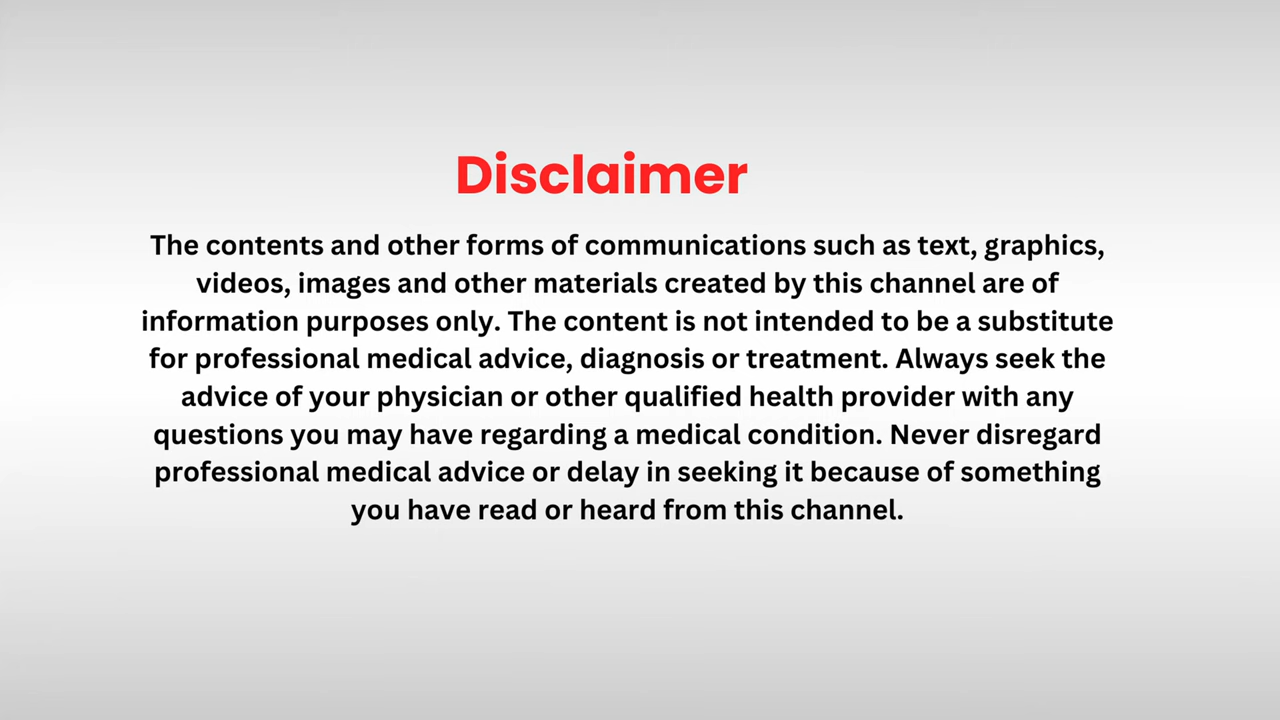 Disclaimer
The contents and other forms of communications such as text, graphics,
videos, images and other materials created by this channel are of
information purposes only. The content is not intended to be a substitute
for professional medical advice, diagnosis or treatment. Always seek the
advice of your physician or other qualified health provider with any
questions you may have regarding a medical condition. Never disregard
professional medical advice or delay in seeking it because of something
you have read or heard from this channel.